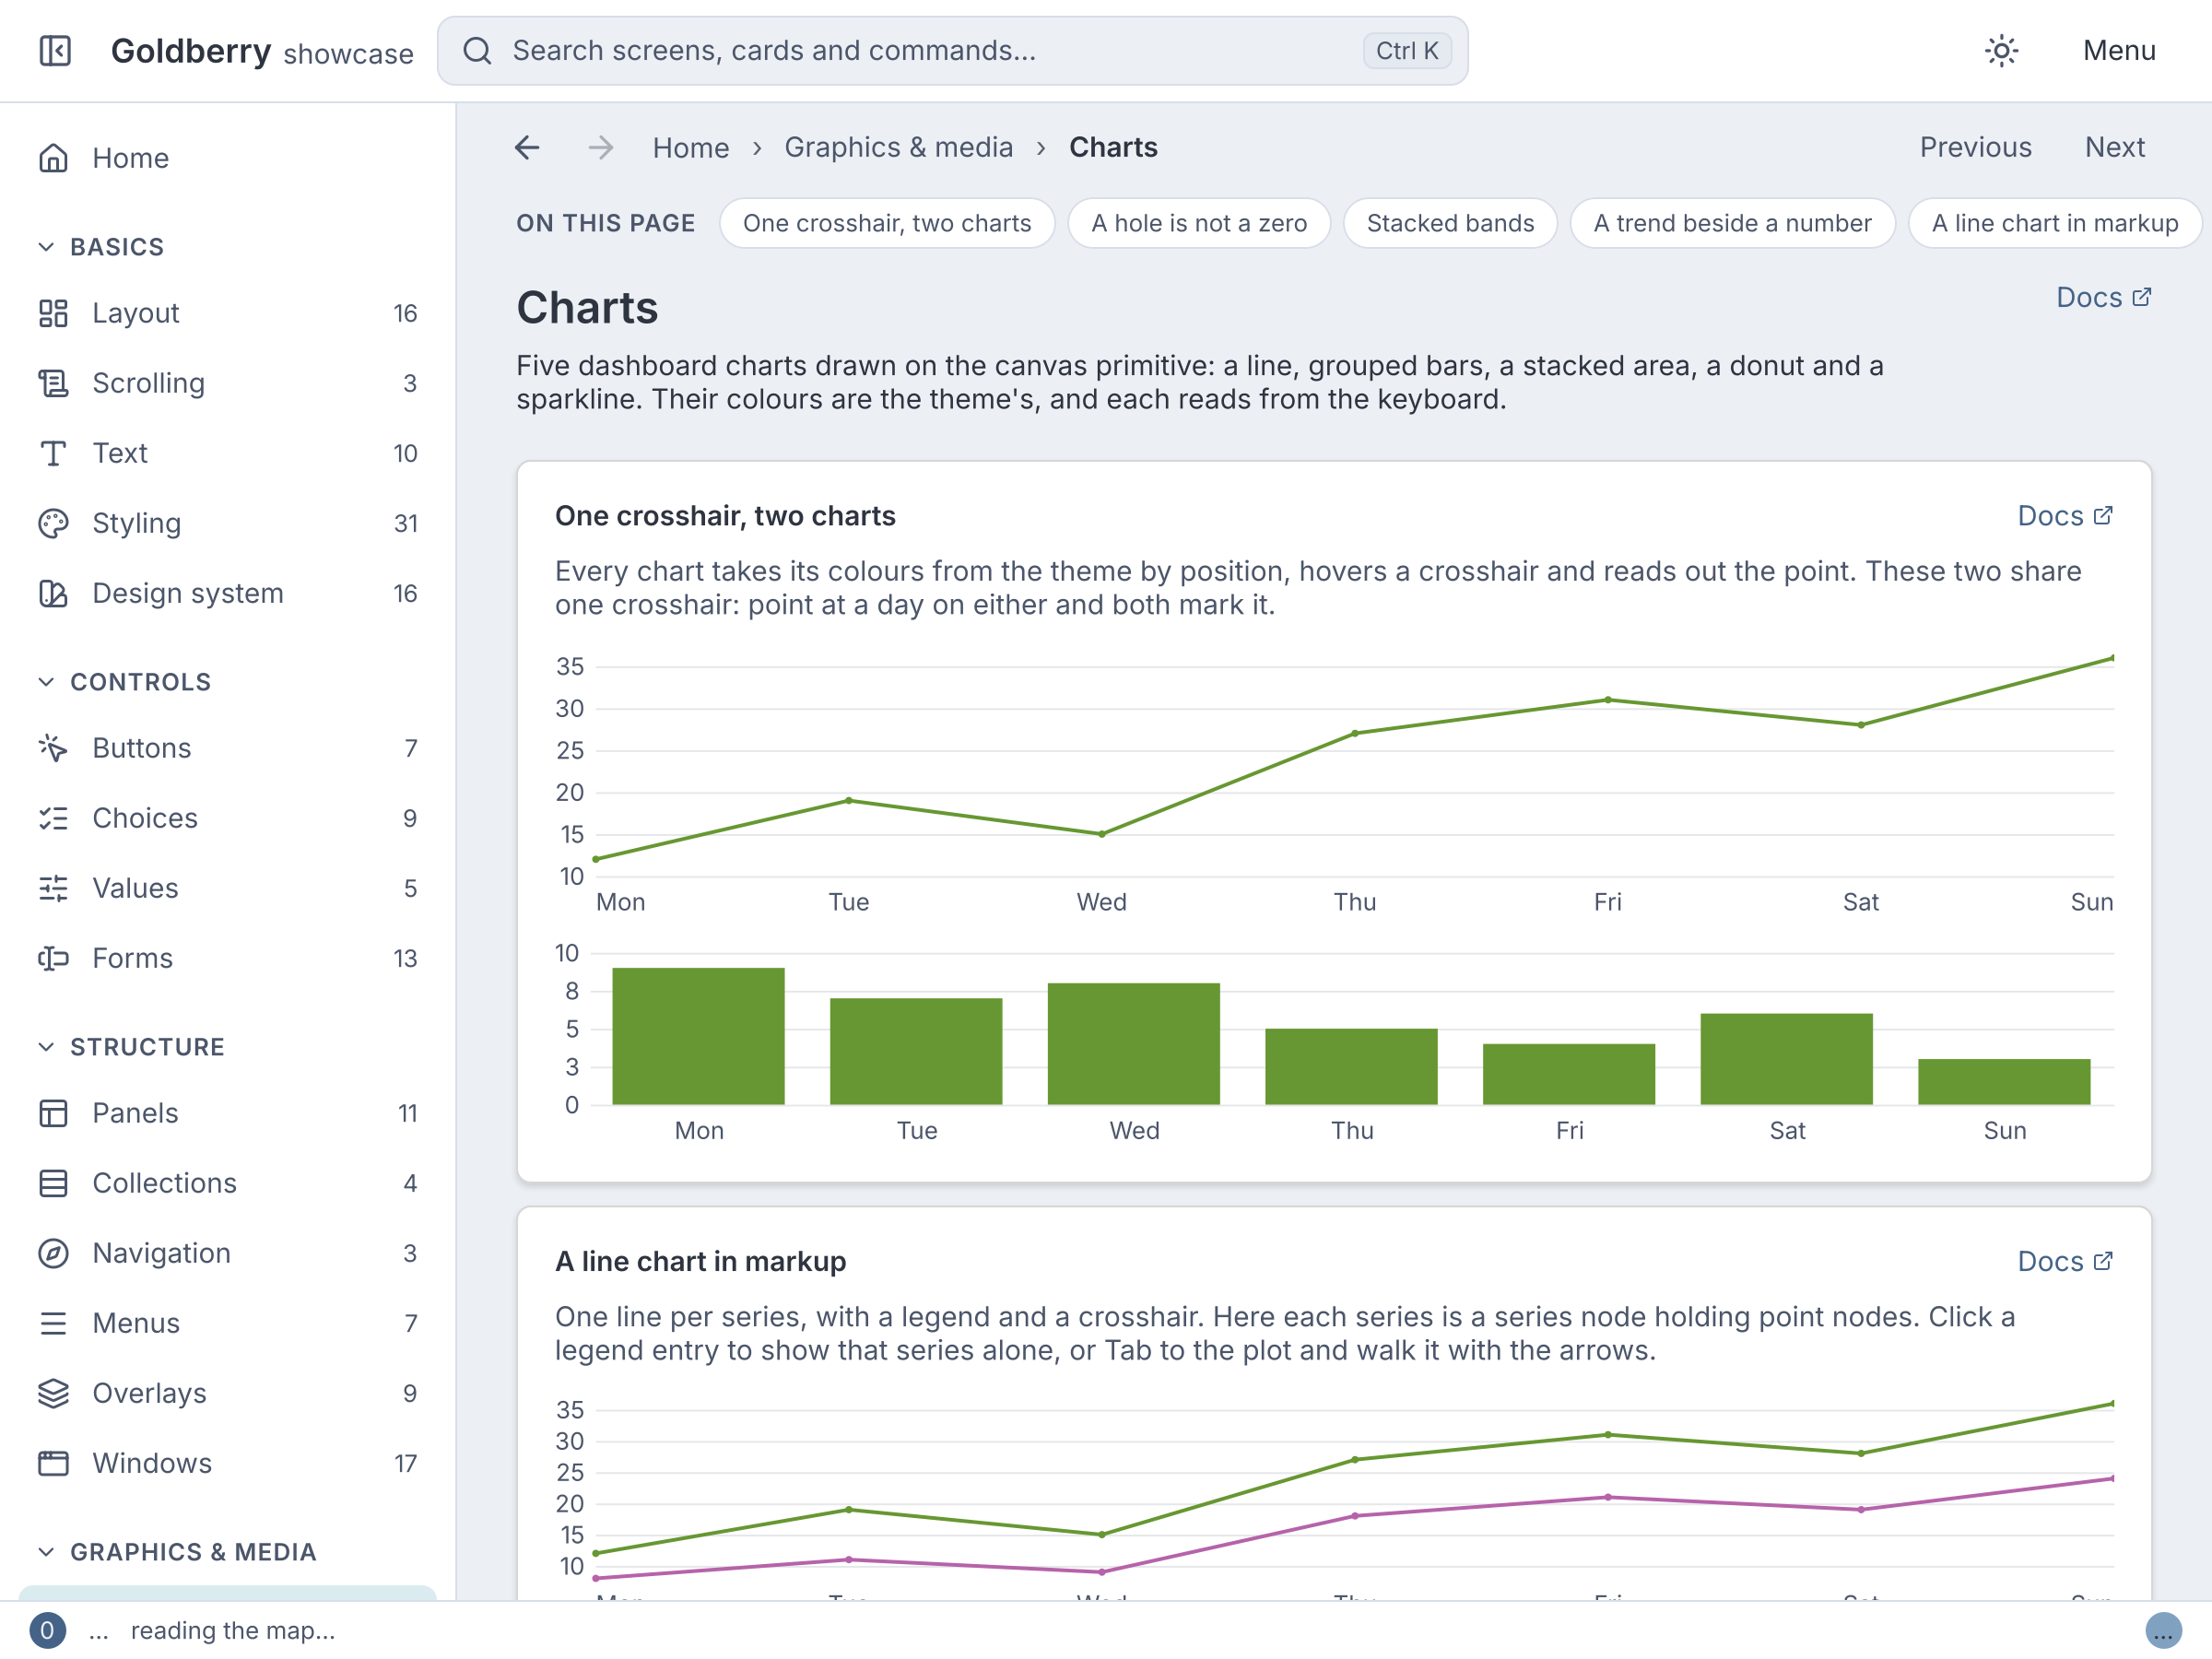 Goldberry showcase
Search screens, cards and commands...
Ctrl K
Menu
Home
BASICS
Layout 16
Scrolling 3
Text 10
Styling 31
Design system 16
CONTROLS
Buttons 7
Choices 9
Values 5
Forms 13
STRUCTURE
Panels 11
Collections 4
Navigation 3
Menus 7
Overlays 9
Windows 17
GRAPHICS & MEDIA
Home › Graphics & media › Charts
Previous Next
ON THIS PAGE
One crosshair, two charts
A hole is not a zero
Stacked bands
A trend beside a number
A line chart in markup
Charts
Docs
Five dashboard charts drawn on the canvas primitive: a line, grouped bars, a stacked area, a donut and a
sparkline. Their colours are the theme's, and each reads from the keyboard.
One crosshair, two charts
Docs
Every chart takes its colours from the theme by position, hovers a crosshair and reads out the point. These two share
one crosshair: point at a day on either and both mark it.
35
30
25
20
15
10
Mon Tue Wed Thu Fri Sat Sun
10
8
5
3
0
Mon Tue Wed Thu Fri Sat Sun
A line chart in markup
Docs
One line per series, with a legend and a crosshair. Here each series is a series node holding point nodes. Click a
legend entry to show that series alone, or Tab to the plot and walk it with the arrows.
35
30
25
20
15
10
Mon Tue Wed Thu Fri Sat Sun
0 ... reading the map...
...